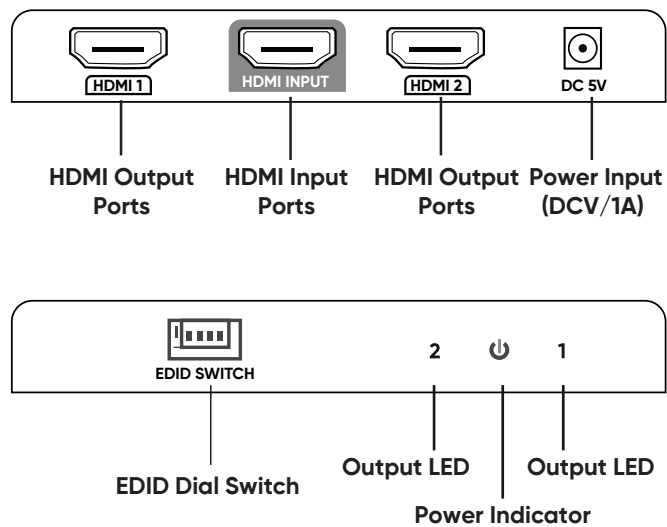 HDMI 1
HDMI INPUT
HDMI 2
DC 5V
HDMI Output Ports
HDMI Input Ports
HDMI Output Ports
Power Input (DCV/1A)
EDID SWITCH
2
1
EDID Dial Switch
Output LED
Output LED
Power Indicator